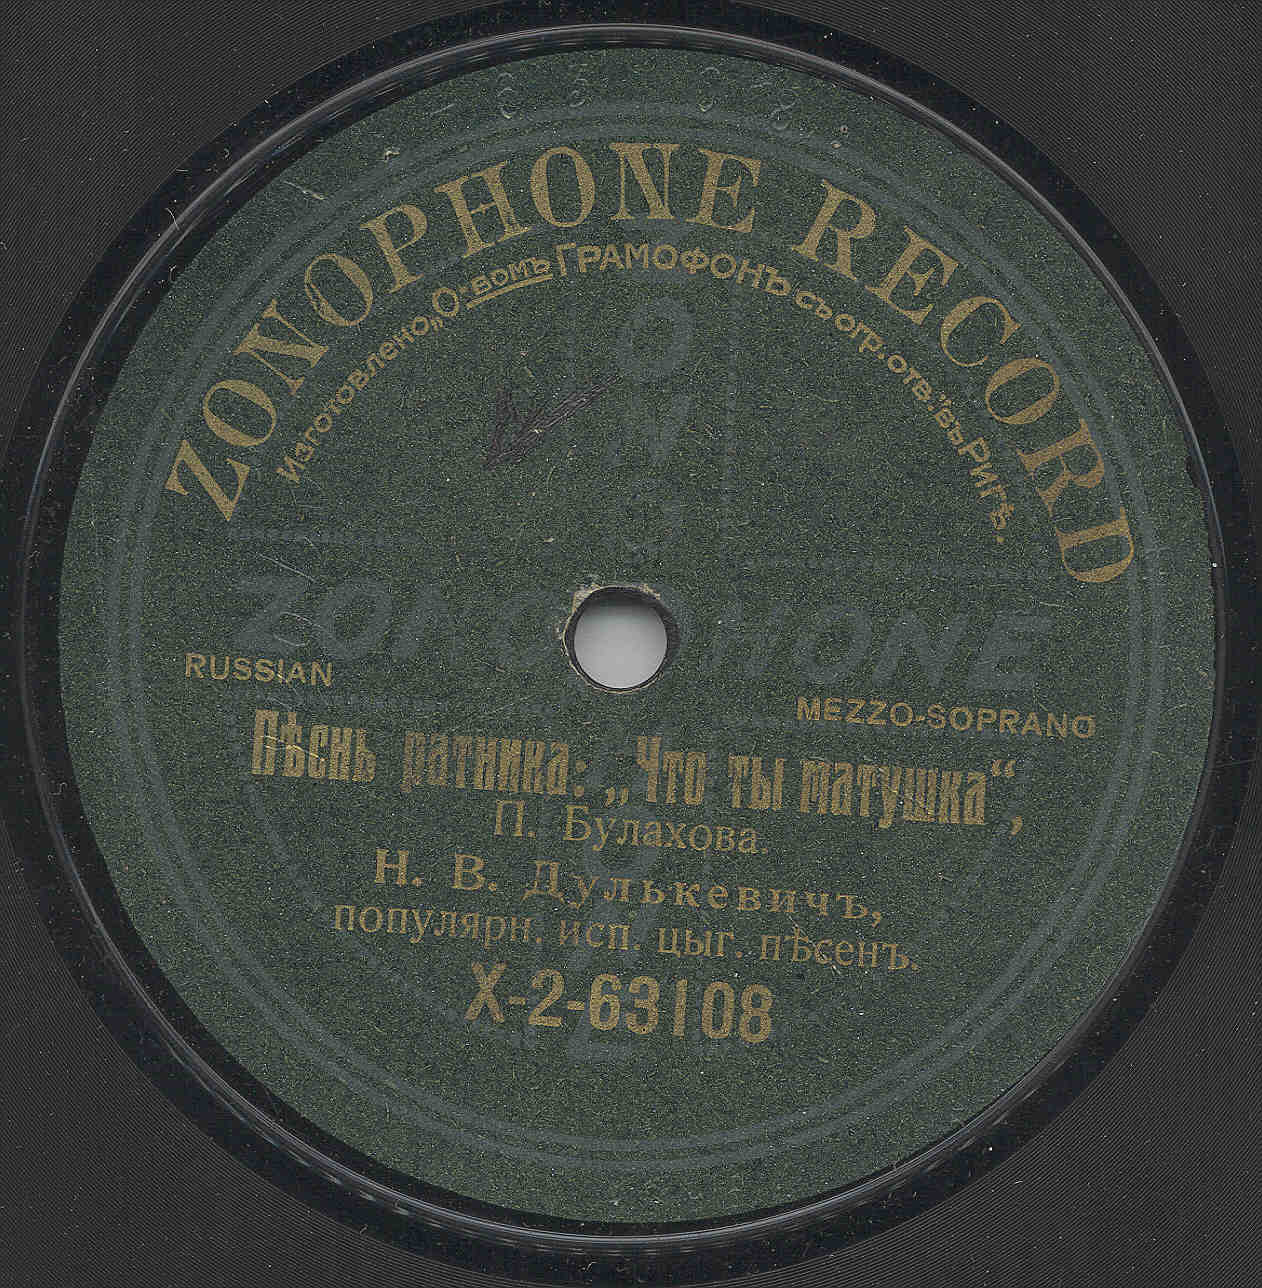 ZONOPHONE RECORD
Изготовлено „О-вомъ ГРАМОФОНЪ съ огр. отв.“ въ Ригѣ.
ZONOPHONE
RUSSIAN
MEZZO-SOPRANO
Пѣснь ратника: „Что ты матушка“,
П. Булахова.
Н. В. Дулькевичъ,
популярн. исп. цыг. пѣсенъ.
X-2-63108